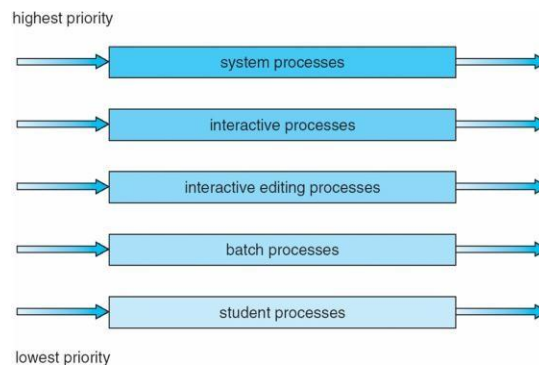 highest priority
system processes
interactive processes
interactive editing processes
batch processes
student processes
lowest priority